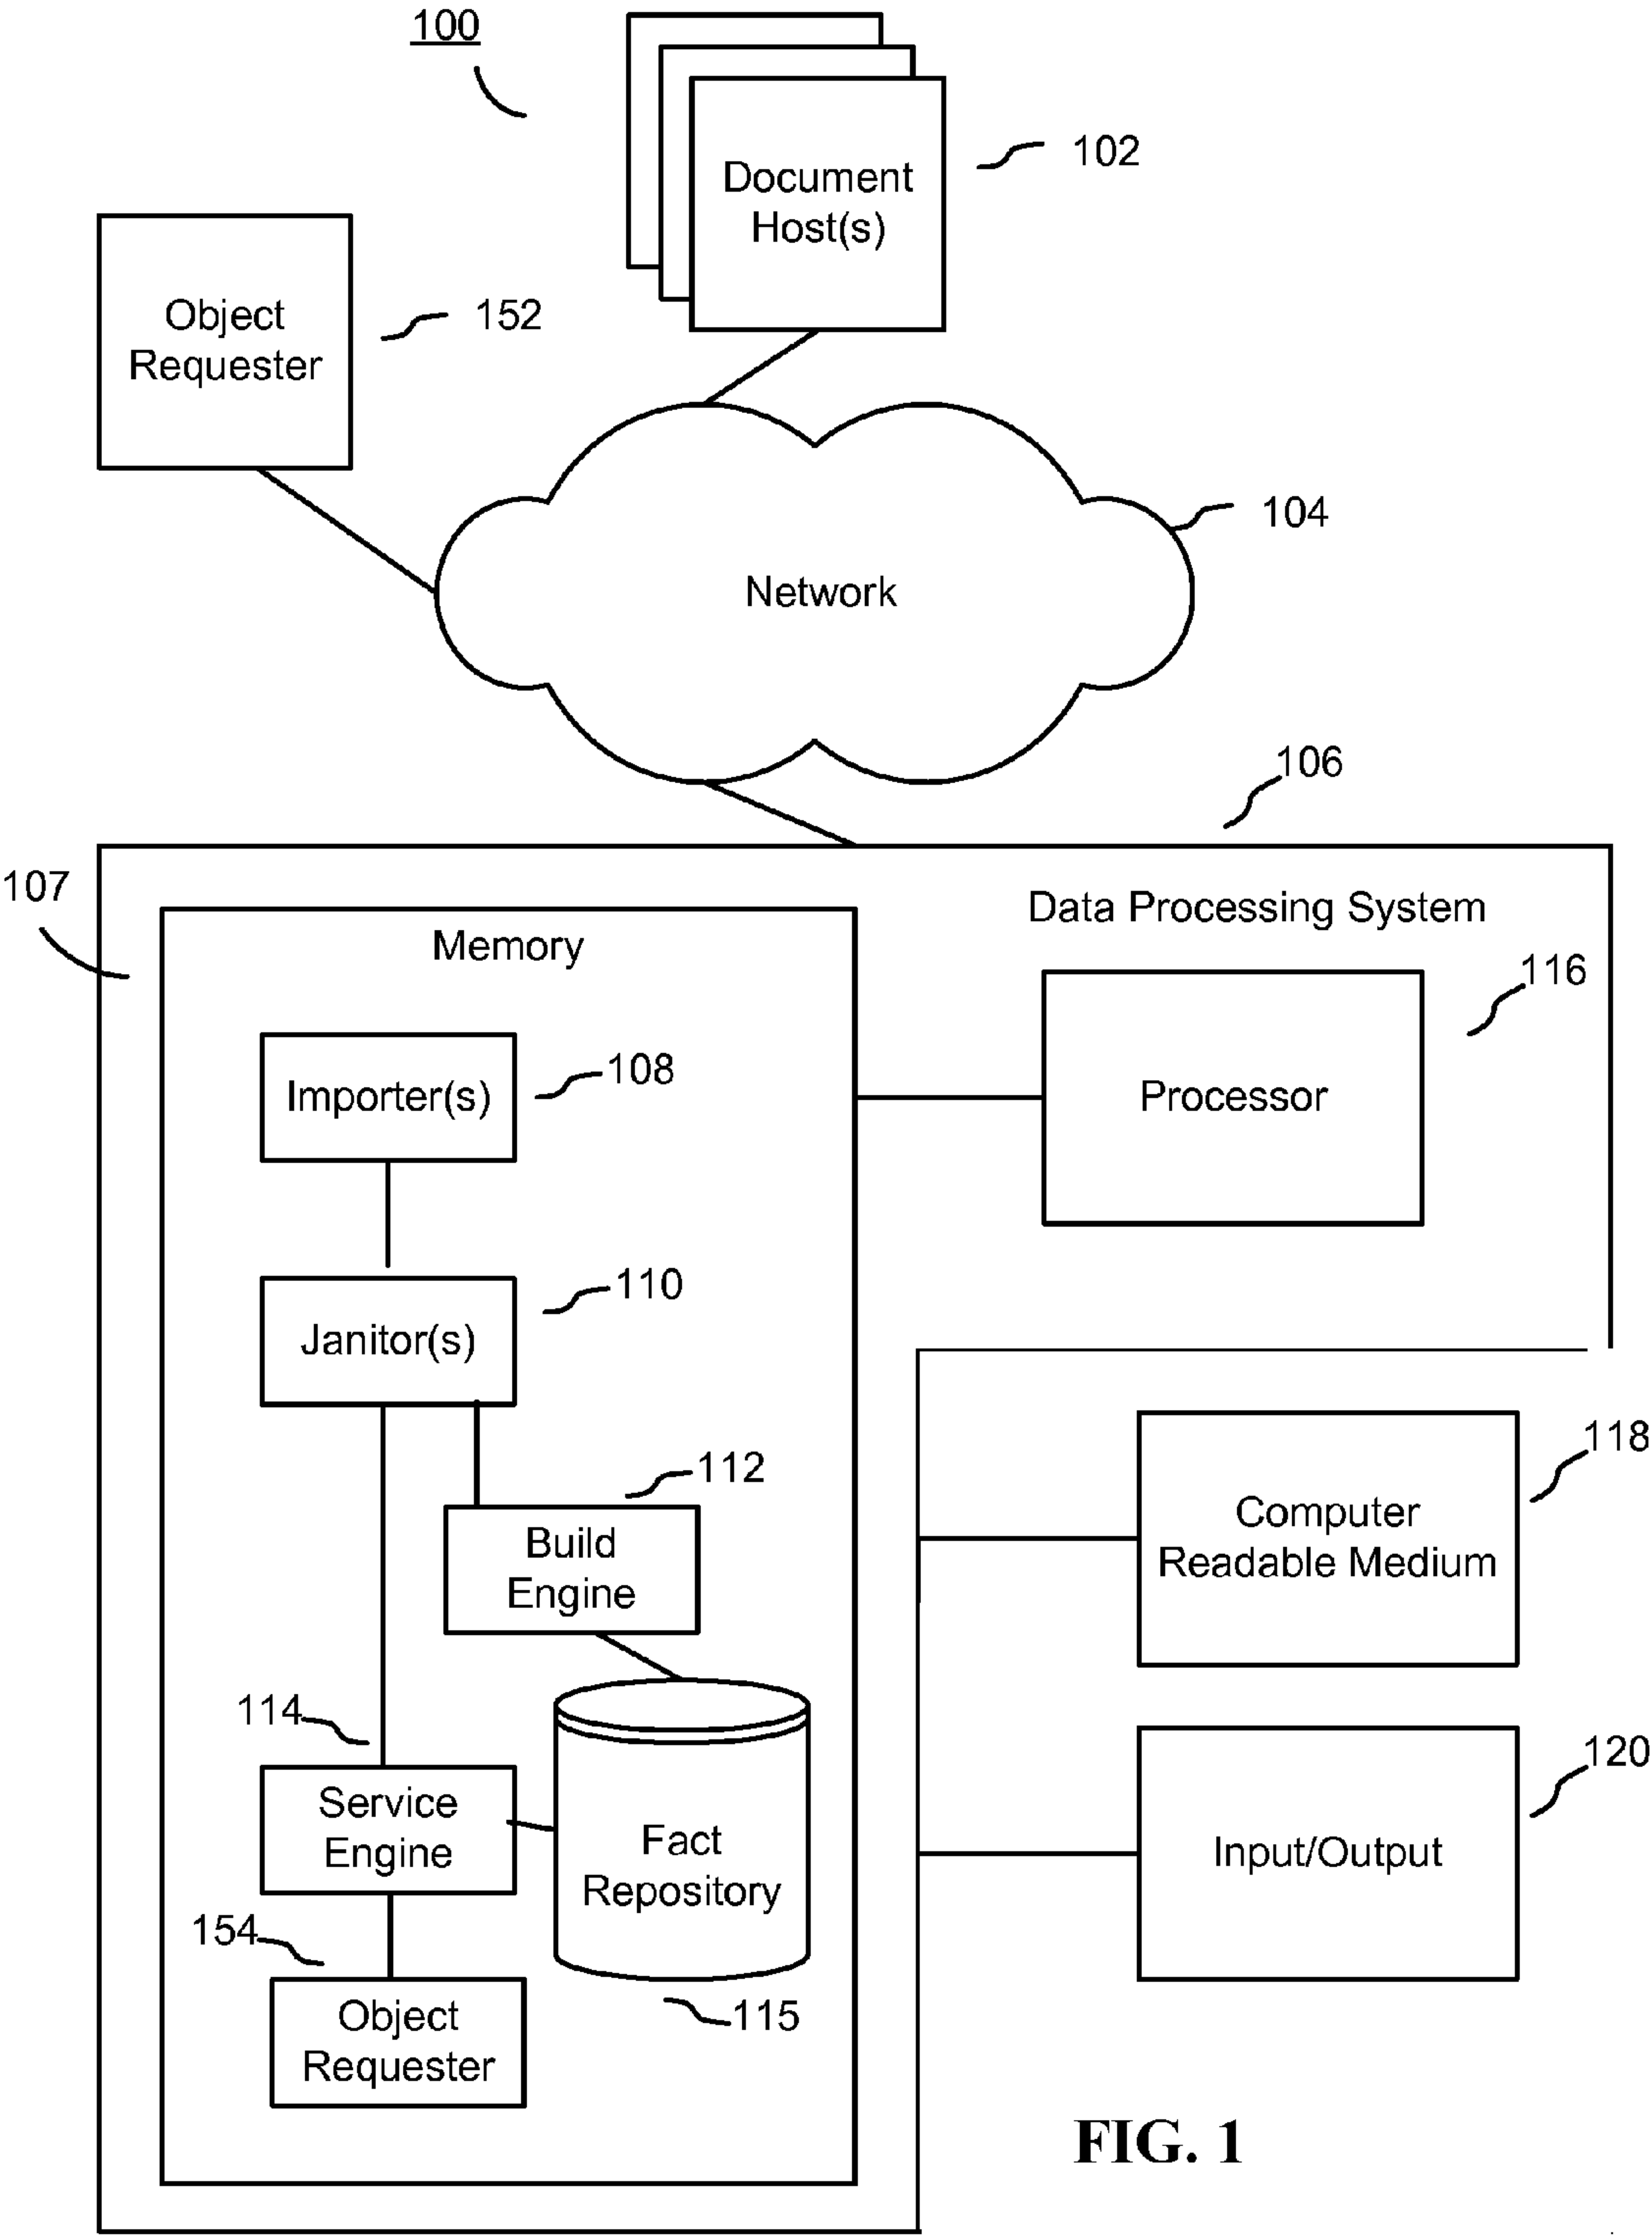 100
Document
Host(s)
102
Object
Requester
152
104
Network
106
107
Data Processing System
Memory
116
Importer(s)
108
Processor
Janitor(s)
110
112
Build
Engine
118
Computer
Readable Medium
114
Service
Engine
Fact
Repository
120
Input/Output
154
Object
Requester
115
FIG. 1